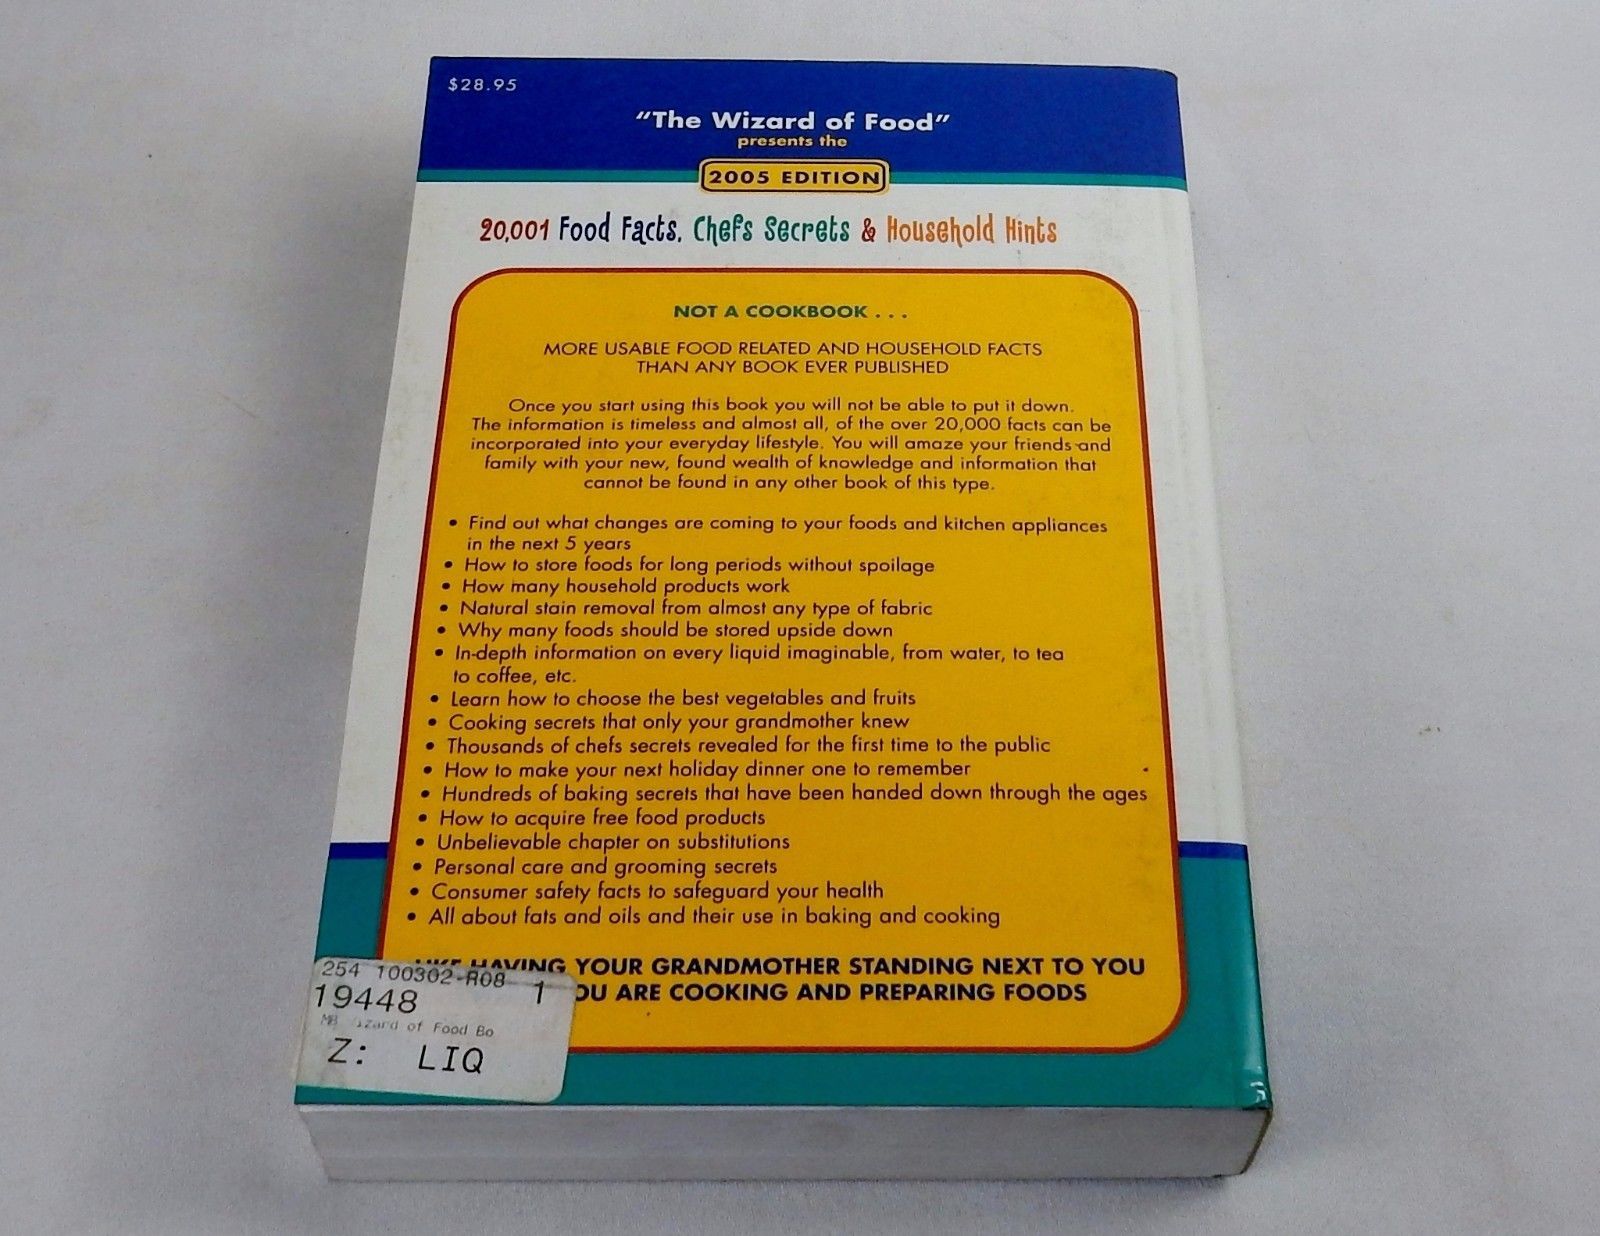 $28.95
"The Wizard of Food"
presents the
2005 EDITION
20,001 Food Facts, Chefs Secrets & Household Hints
NOT A COOKBOOK . . .
MORE USABLE FOOD RELATED AND HOUSEHOLD FACTS
THAN ANY BOOK EVER PUBLISHED
Once you start using this book you will not be able to put it down.
The information is timeless and almost all, of the over 20,000 facts can be
incorporated into your everyday lifestyle. You will amaze your friends and
family with your new, found wealth of knowledge and information that
cannot be found in any other book of this type.
• Find out what changes are coming to your foods and kitchen appliances
in the next 5 years
• How to store foods for long periods without spoilage
• How many household products work
• Natural stain removal from almost any type of fabric
• Why many foods should be stored upside down
• In-depth information on every liquid imaginable, from water, to tea
to coffee, etc.
• Learn how to choose the best vegetables and fruits
• Cooking secrets that only your grandmother knew
• Thousands of chefs secrets revealed for the first time to the public
• How to make your next holiday dinner one to remember
• Hundreds of baking secrets that have been handed down through the ages
• How to acquire free food products
• Unbelievable chapter on substitutions
• Personal care and grooming secrets
• Consumer safety facts to safeguard your health
• All about fats and oils and their use in baking and cooking
HAVING YOUR GRANDMOTHER STANDING NEXT TO YOU
ARE COOKING AND PREPARING FOODS
254 100302-A08
19448 1
of Food Bo
Z: LIQ